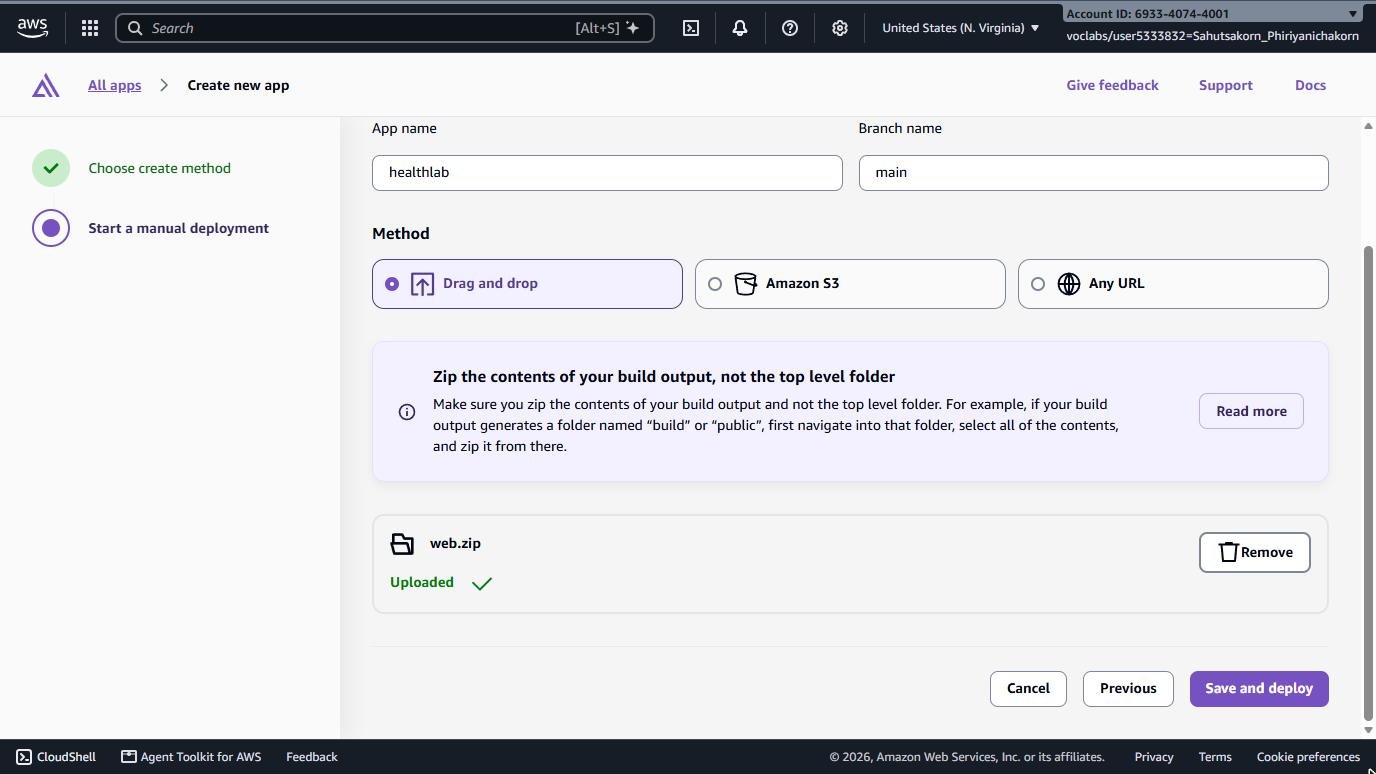 aws
Search
[Alt+S]
United States (N. Virginia)
Account ID: 6933-4074-4001
voclabs/user5333832=Sahutsakorn_Phiriyanichakorn
All apps
Create new app
Give feedback
Support
Docs
Choose create method
Start a manual deployment
App name
Branch name
healthlab
main
Method
Drag and drop
Amazon S3
Any URL
Zip the contents of your build output, not the top level folder
Make sure you zip the contents of your build output and not the top level folder. For example, if your build
output generates a folder named “build” or “public”, first navigate into that folder, select all of the contents,
and zip it from there.
Read more
web.zip
Uploaded
Remove
Cancel
Previous
Save and deploy
CloudShell
Agent Toolkit for AWS
Feedback
© 2026, Amazon Web Services, Inc. or its affiliates.
Privacy
Terms
Cookie preferences